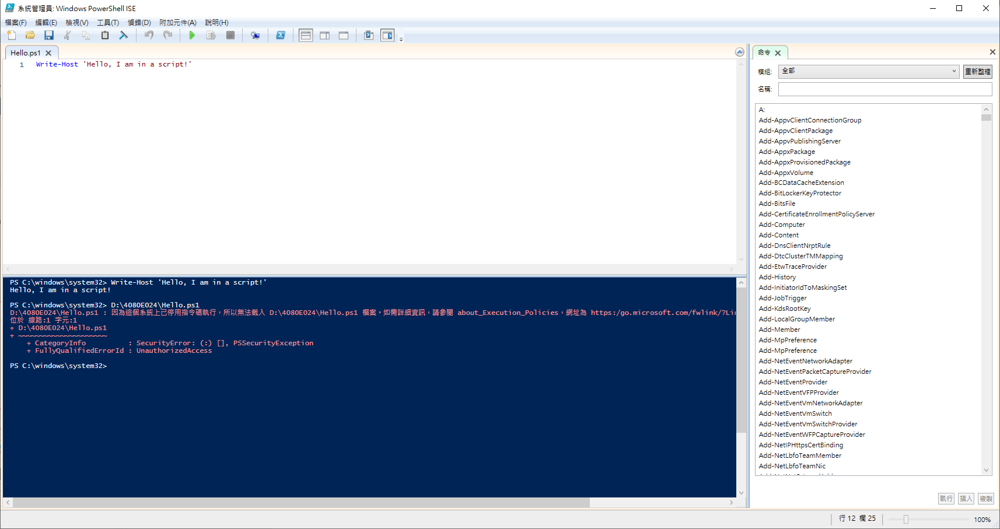 系統管理員: Windows PowerShell ISE
檔案(F) 編輯(E) 檢視(V) 工具(T) 偵錯(D) 附加元件(A) 說明(H)
Hello.ps1
1 Write-Host 'Hello, I am in a script!'
PS C:\windows\system32> Write-Host 'Hello, I am in a script!'
Hello, I am in a script!
PS C:\windows\system32> D:\4080E024\Hello.ps1
D:\4080E024\Hello.ps1 : 因為這個系統上已停用指令碼執行，所以無法載入 D:\4080E024\Hello.ps1 檔案。如需詳細資訊，請參閱 about_Execution_Policies，網址為 https:/go.microsoft.com/fwlink/?Li
位於 線路:1 字元:1
+ D:\4080E024\Hello.ps1
+ ~~~~~~~~~~~~~~~~~~~~~
+ CategoryInfo : SecurityError: (:) [], PSSecurityException
+ FullyQualifiedErrorId : UnauthorizedAccess
PS C:\windows\system32>
命令
模組: 全部 重新整理
名稱:
A:
Add-AppvClientConnectionGroup
Add-AppvClientPackage
Add-AppvPublishingServer
Add-AppxPackage
Add-AppxProvisionedPackage
Add-AppxVolume
Add-BCDataCacheExtension
Add-BitLockerKeyProtector
Add-BitsFile
Add-CertificateEnrollmentPolicyServer
Add-Computer
Add-Content
Add-DnsClientNrptRule
Add-DtcClusterTMMapping
Add-EtwTraceProvider
Add-History
Add-InitiatorIdToMaskingSet
Add-JobTrigger
Add-KdsRootKey
Add-LocalGroupMember
Add-Member
Add-MpPreference
Add-MpPreference
Add-NetEventNetworkAdapter
Add-NetEventPacketCaptureProvider
Add-NetEventProvider
Add-NetEventVFPProvider
Add-NetEventVmNetworkAdapter
Add-NetEventVmSwitch
Add-NetEventVmSwitchProvider
Add-NetEventWFPCaptureProvider
Add-NetIPHttpsCertBinding
Add-NetLbfoTeamMember
Add-NetLbfoTeamNic
執行 插入 複製
行 12 欄 25 100%